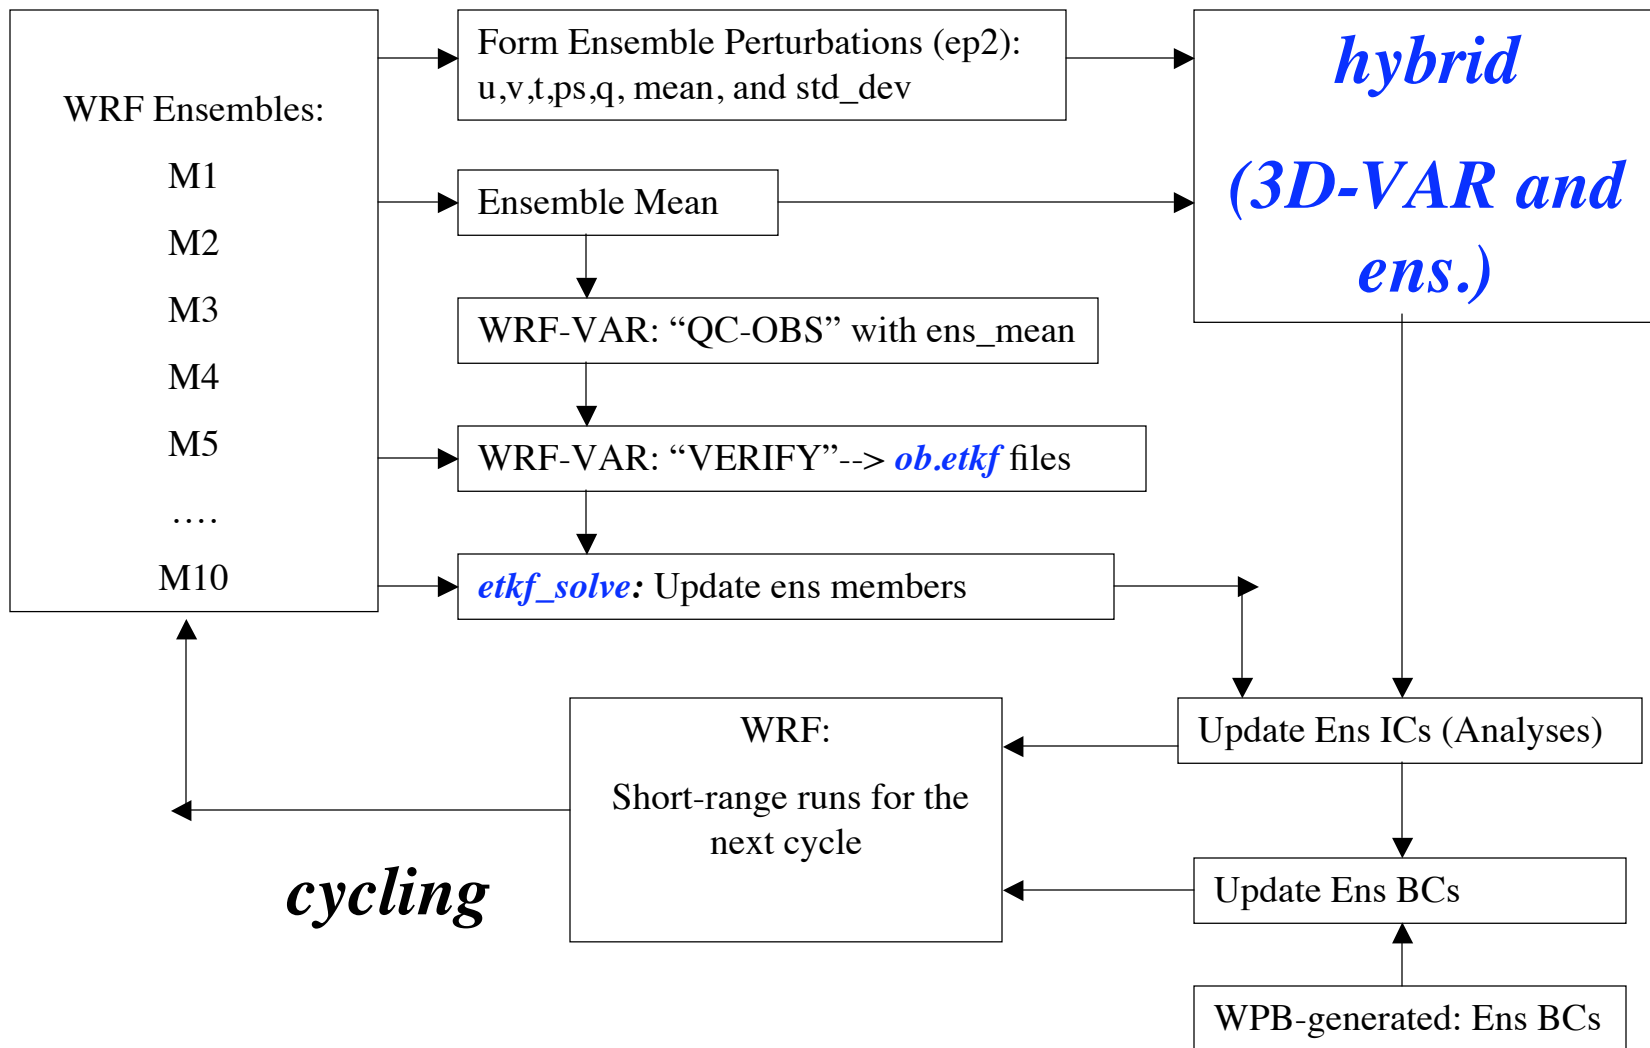 WRF Ensembles:
M1
M2
M3
M4
M5
….
M10
Form Ensemble Perturbations (ep2):
u,v,t,ps,q, mean, and std_dev
Ensemble Mean
WRF-VAR: “QC-OBS” with ens_mean
WRF-VAR: “VERIFY”--> ob.etkf files
etkf_solve: Update ens members
hybrid
(3D-VAR and
ens.)
Update Ens ICs (Analyses)
Update Ens BCs
WPB-generated: Ens BCs
WRF:
Short-range runs for the
next cycle
cycling